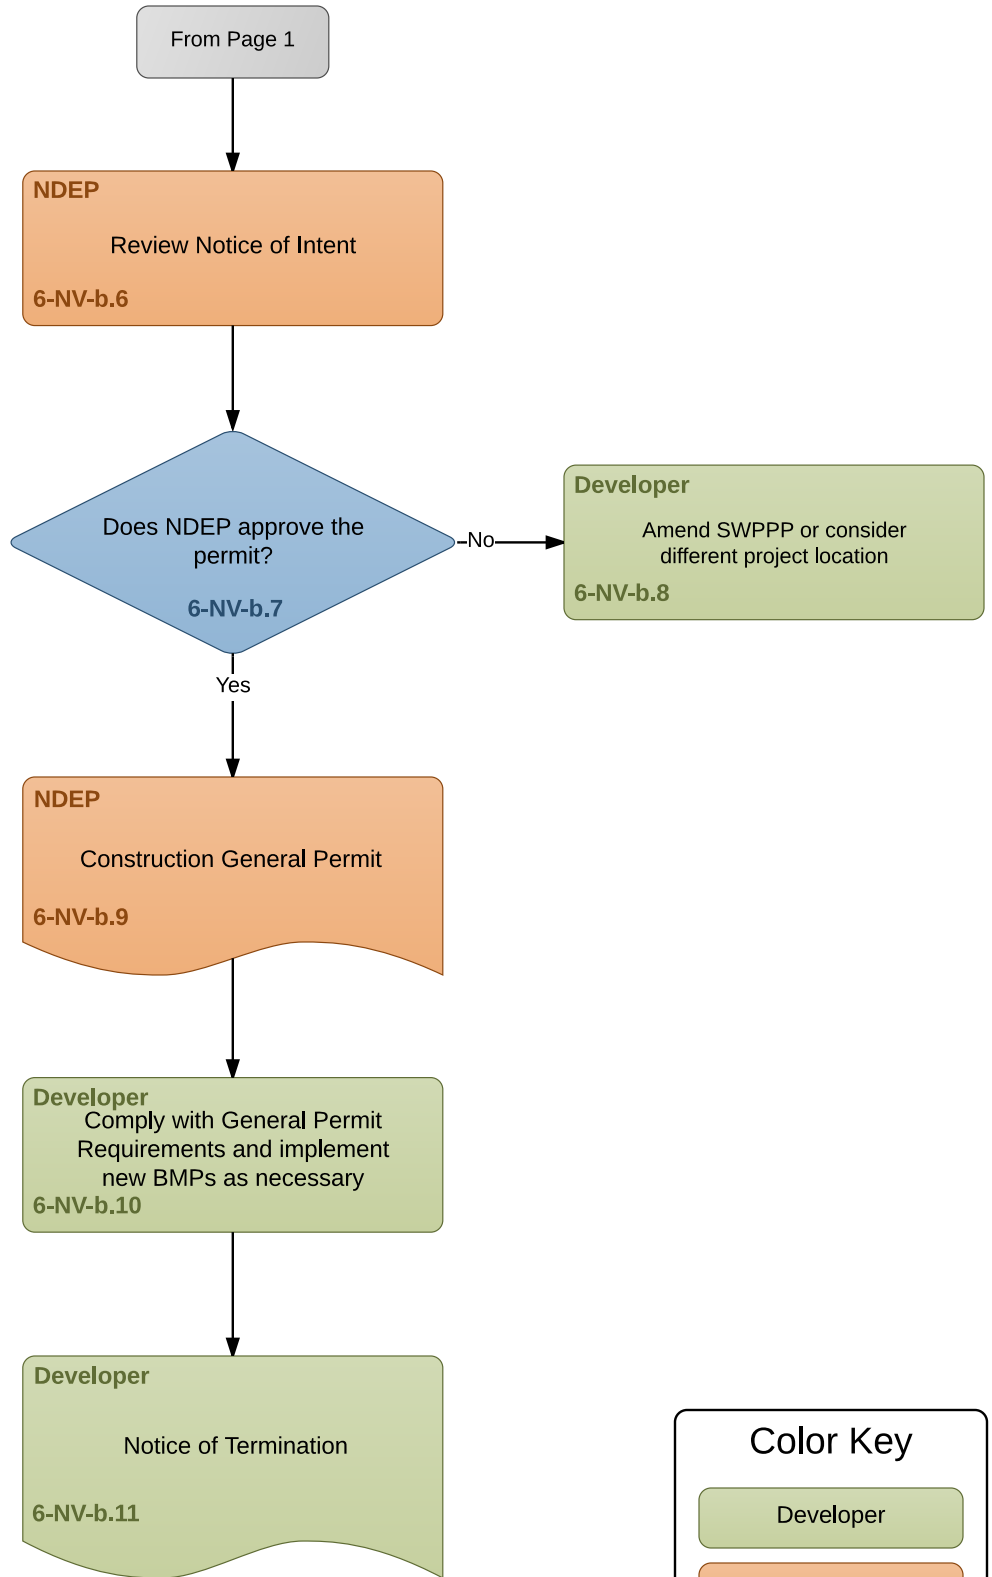 From Page 1
NDEP
Review Notice of Intent
6-NV-b.6
Does NDEP approve the
permit?
6-NV-b.7
No
Developer
Amend SWPPP or consider
different project location
6-NV-b.8
Yes
NDEP
Construction General Permit
6-NV-b.9
Developer
Comply with General Permit
Requirements and implement
new BMPs as necessary
6-NV-b.10
Developer
Notice of Termination
6-NV-b.11
Color Key
Developer